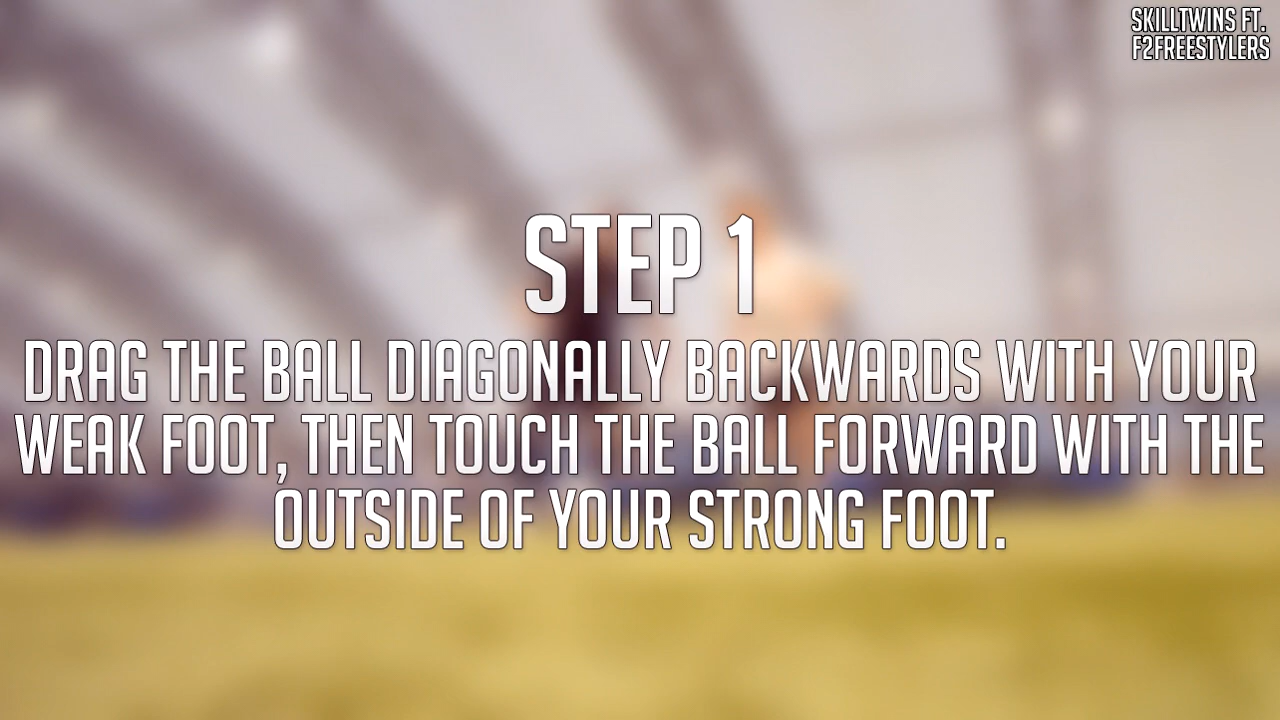 SKILLTWINS FT.
F2FREESTYLERS
STEP 1
DRAG THE BALL DIAGONALLY BACKWARDS WITH YOUR
WEAK FOOT, THEN TOUCH THE BALL FORWARD WITH THE
OUTSIDE OF YOUR STRONG FOOT.